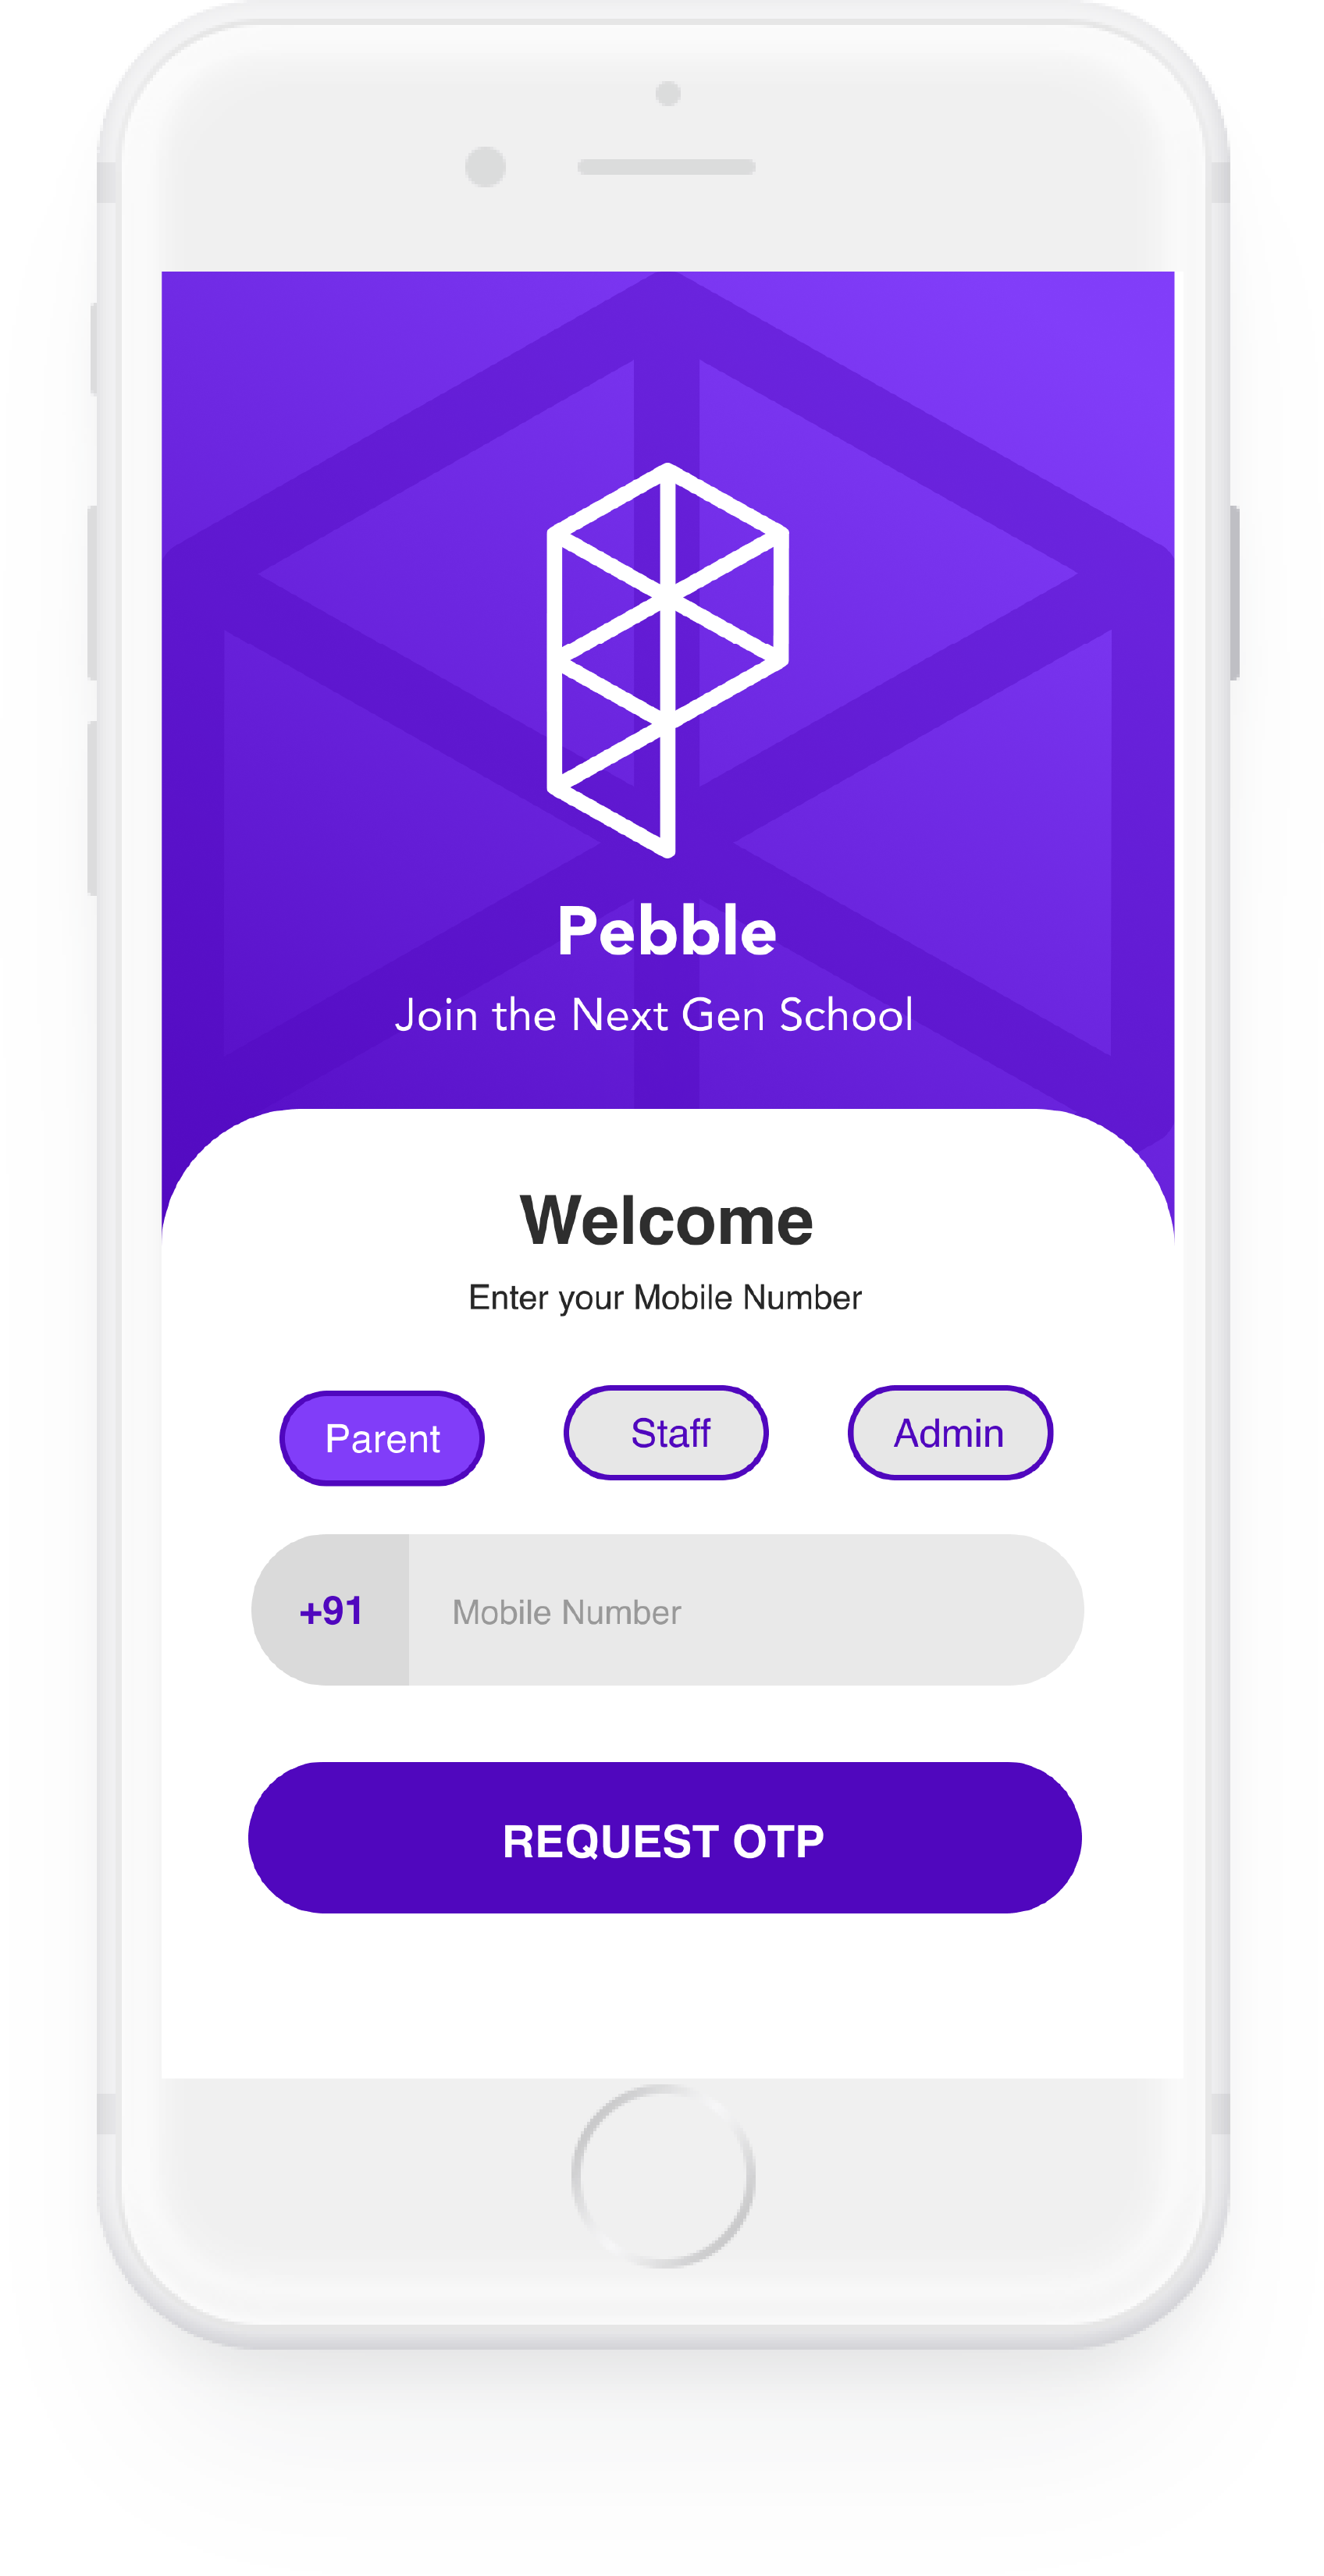 Pebble
Join the Next Gen School
Welcome
Enter your Mobile Number
Parent Staff Admin
+91 Mobile Number
REQUEST OTP